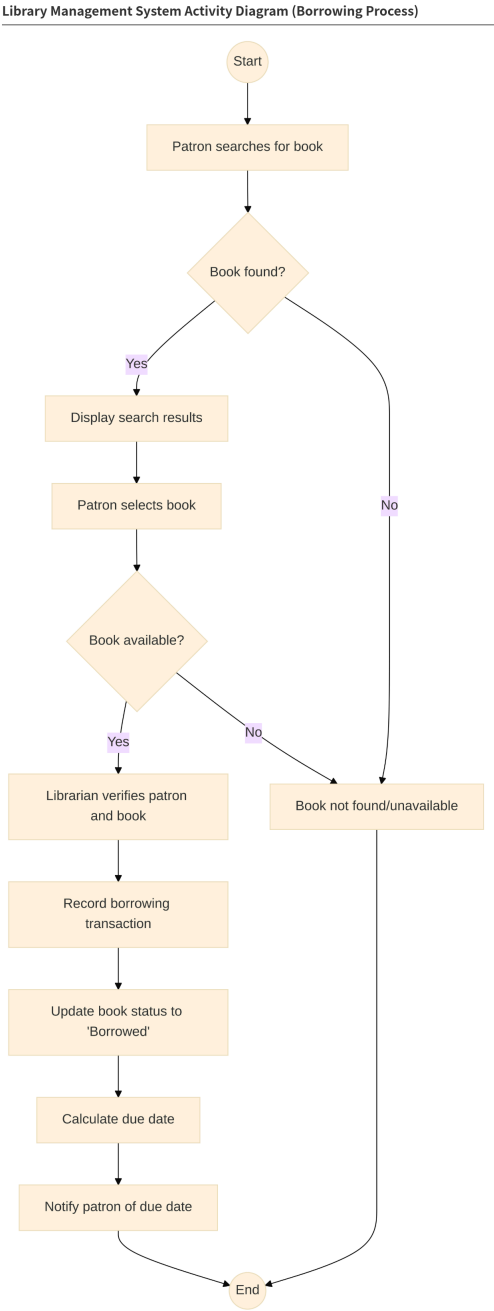 Library Management System Activity Diagram (Borrowing Process)
Start
Patron searches for book
Book found?
Yes
Display search results
Patron selects book
No
Book available?
No
Yes
Librarian verifies patron
and book
Book not found/unavailable
Record borrowing
transaction
Update book status to
'Borrowed'
Calculate due date
Notify patron of due date
End